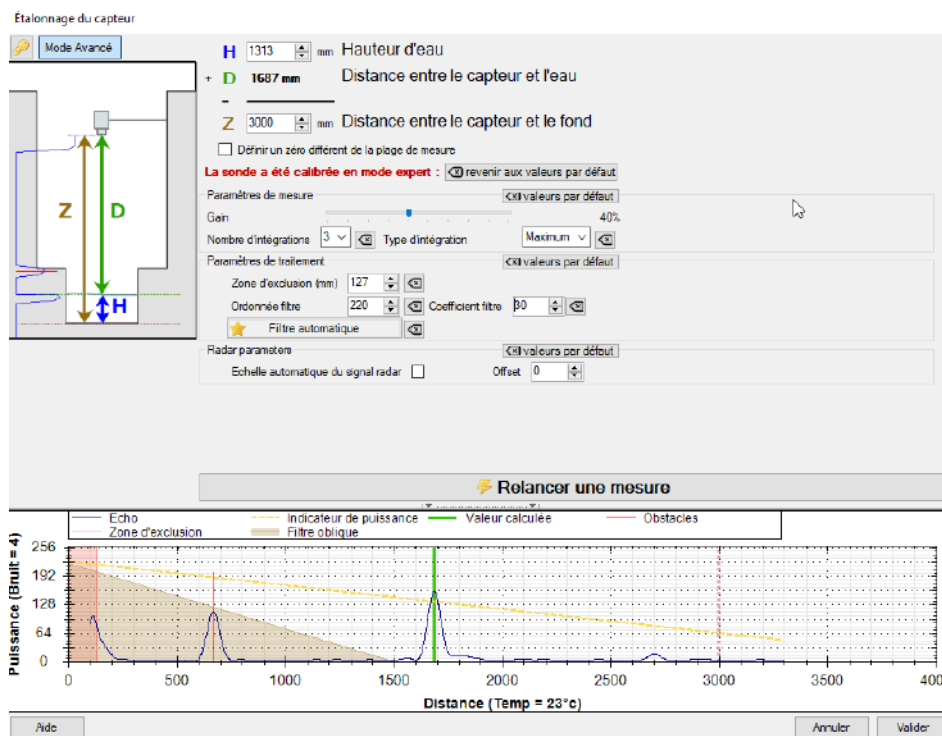 Étalonnage du capteur
Mode Avancé
H 1313 mm Hauteur d'eau
+ D 1687 mm Distance entre le capteur et l'eau
Z 3000 mm Distance entre le capteur et le fond
Définir un zéro différent de la plage de mesure
La sonde a été calibrée en mode expert : revenir aux valeurs par défaut
Paramètres de mesure valeurs par défaut
Gain 40%
Nombre d'intégrations 3 Type d'intégration Maximum
Paramètres de traitement valeurs par défaut
Zone d'exclusion (mm) 127
Ordonnée filtre 220 Coefficient filtre 30
Filtre automatique
Radar parameters valeurs par défaut
Echelle automatique du signal radar Offset 0
Z D H
Relancer une mesure
Echo Indicateur de puissance Valeur calculée Obstacles
Zone d'exclusion Filtre oblique
Puissance (Bruit = 4)
256
192
128
64
0
0 500 1000 1500 2000 2500 3000 3500 400
Distance (Temp = 23°c)
Aide Annuler Valider